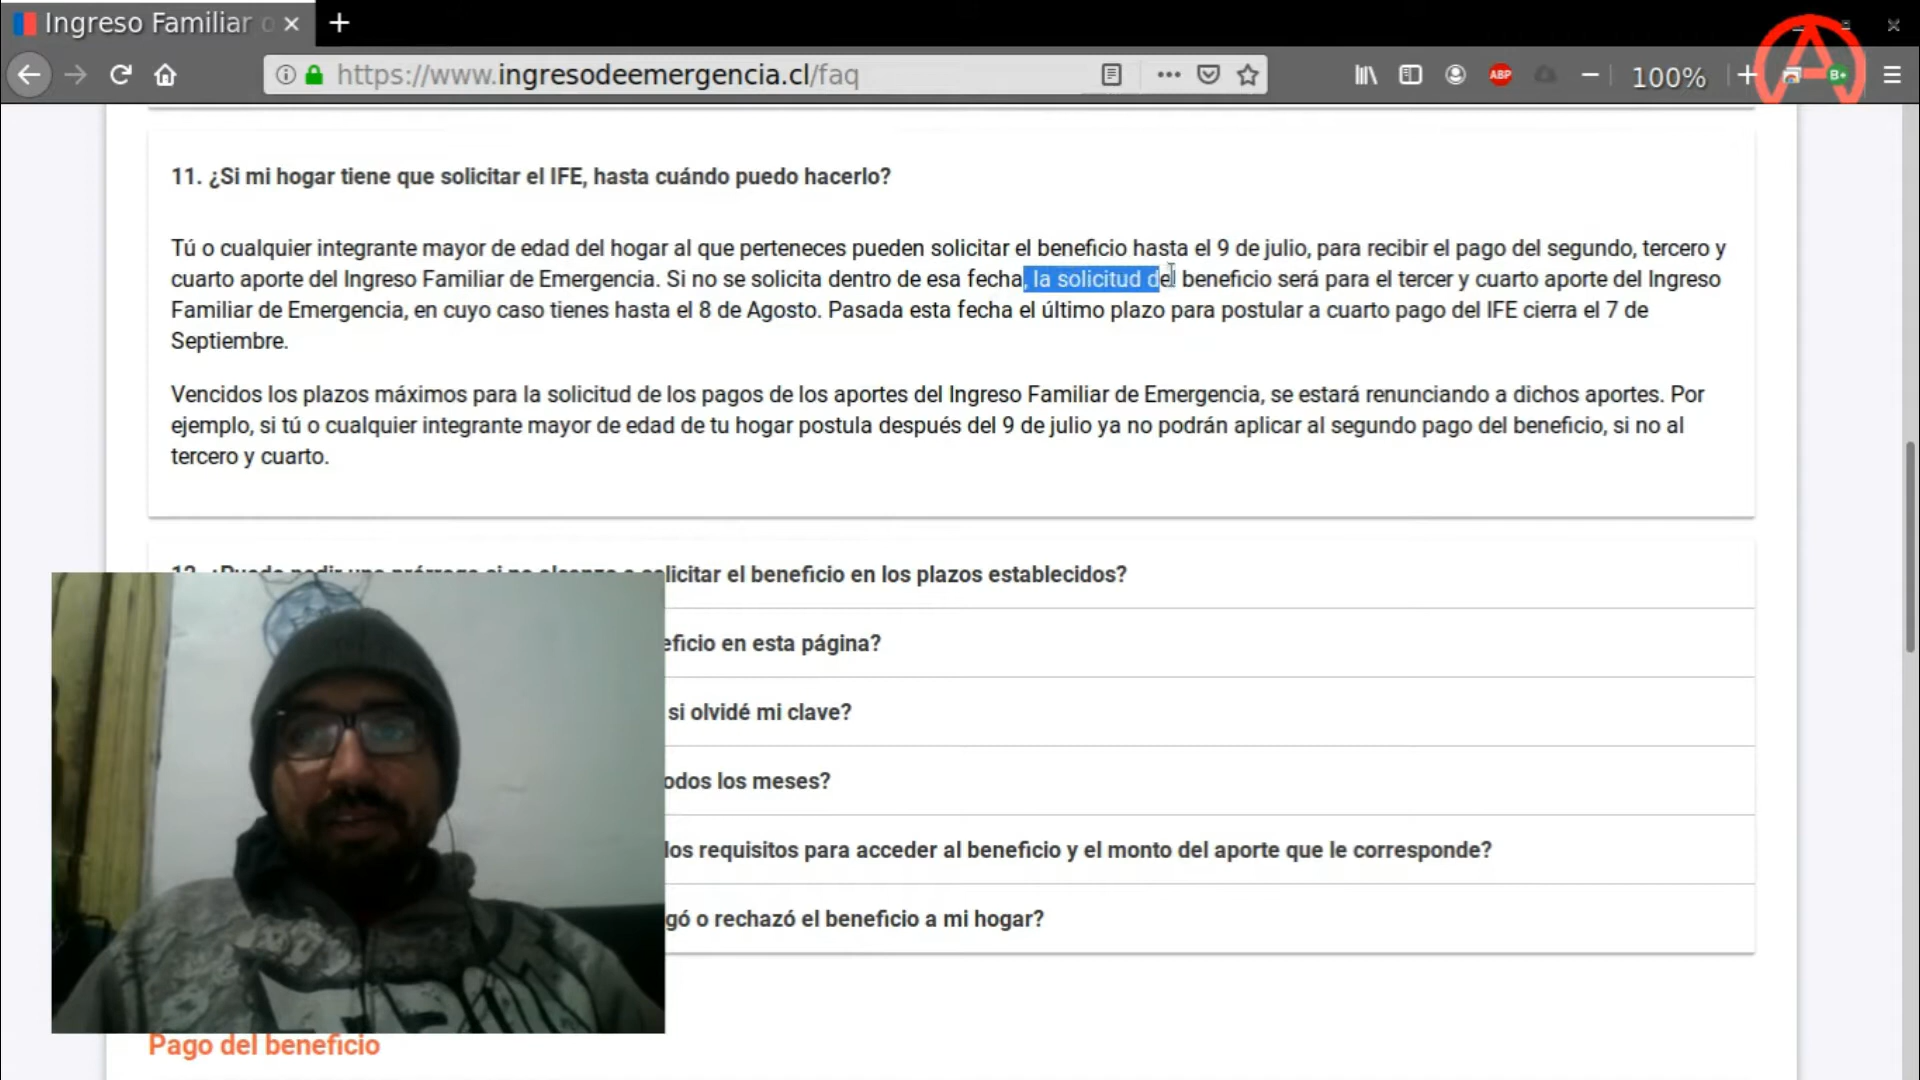 Ingreso Familiar
https://www.ingresodeemergencia.cl/faq
ABP
100%
B+
11. ¿Si mi hogar tiene que solicitar el IFE, hasta cuándo puedo hacerlo?
Tú o cualquier integrante mayor de edad del hogar al que perteneces pueden solicitar el beneficio hasta el 9 de julio, para recibir el pago del segundo, tercero y
cuarto aporte del Ingreso Familiar de Emergencia. Si no se solicita dentro de esa fecha, la solicitud del beneficio será para el tercer y cuarto aporte del Ingreso
Familiar de Emergencia, en cuyo caso tienes hasta el 8 de Agosto. Pasada esta fecha el último plazo para postular a cuarto pago del IFE cierra el 7 de
Septiembre.
Vencidos los plazos máximos para la solicitud de los pagos de los aportes del Ingreso Familiar de Emergencia, se estará renunciando a dichos aportes. Por
ejemplo, si tú o cualquier integrante mayor de edad de tu hogar postula después del 9 de julio ya no podrán aplicar al segundo pago del beneficio, si no al
tercero y cuarto.
licitar el beneficio en los plazos establecidos?
eficio en esta página?
si olvidé mi clave?
odos los meses?
los requisitos para acceder al beneficio y el monto del aporte que le corresponde?
gó o rechazó el beneficio a mi hogar?
Pago del beneficio